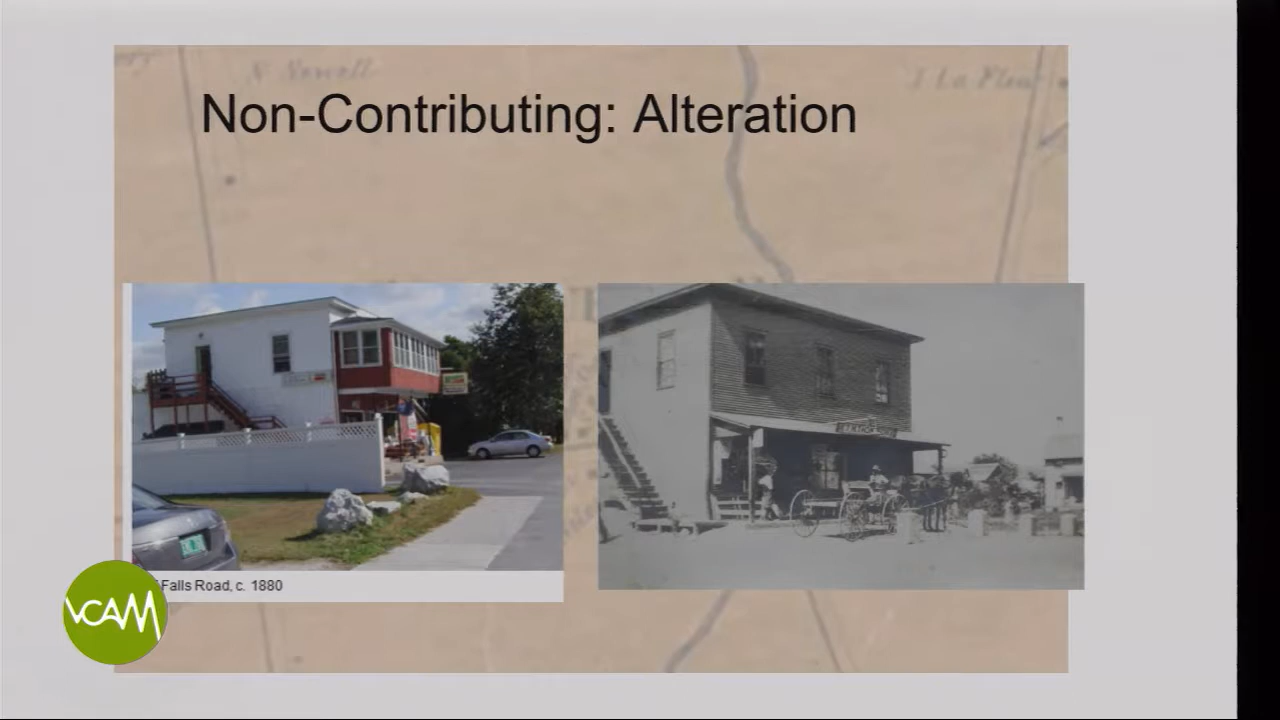 N Newell
Non-Contributing: Alteration
Falls Road, c. 1880
VCAM